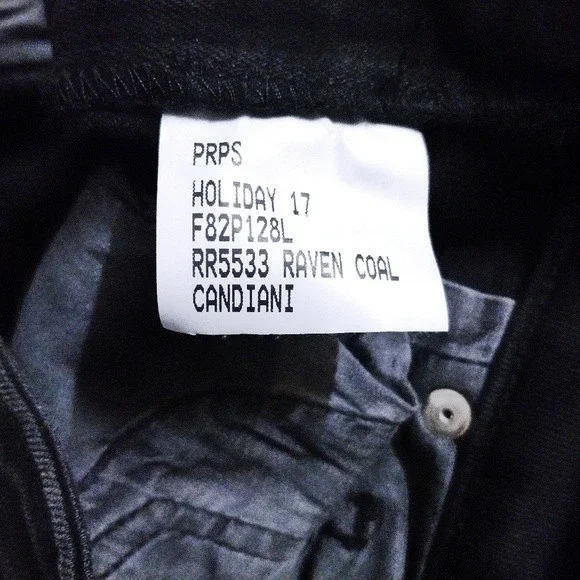 PRPS
HOLIDAY 17
F82P128L
RR5533 RAVEN COAL
CANDIANI